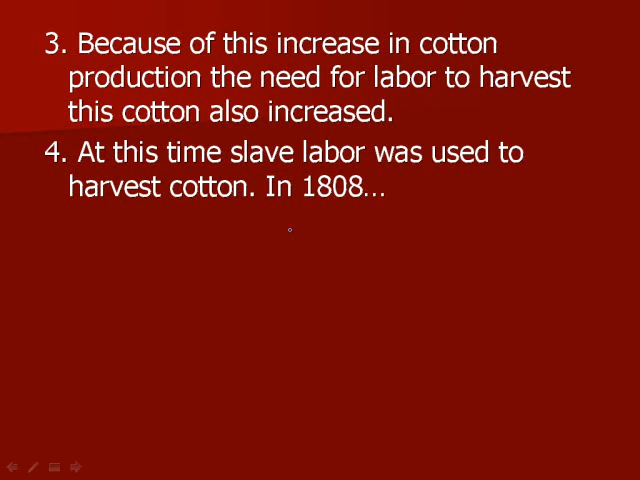 3. Because of this increase in cotton
production the need for labor to harvest
this cotton also increased.
4. At this time slave labor was used to
harvest cotton. In 1808…